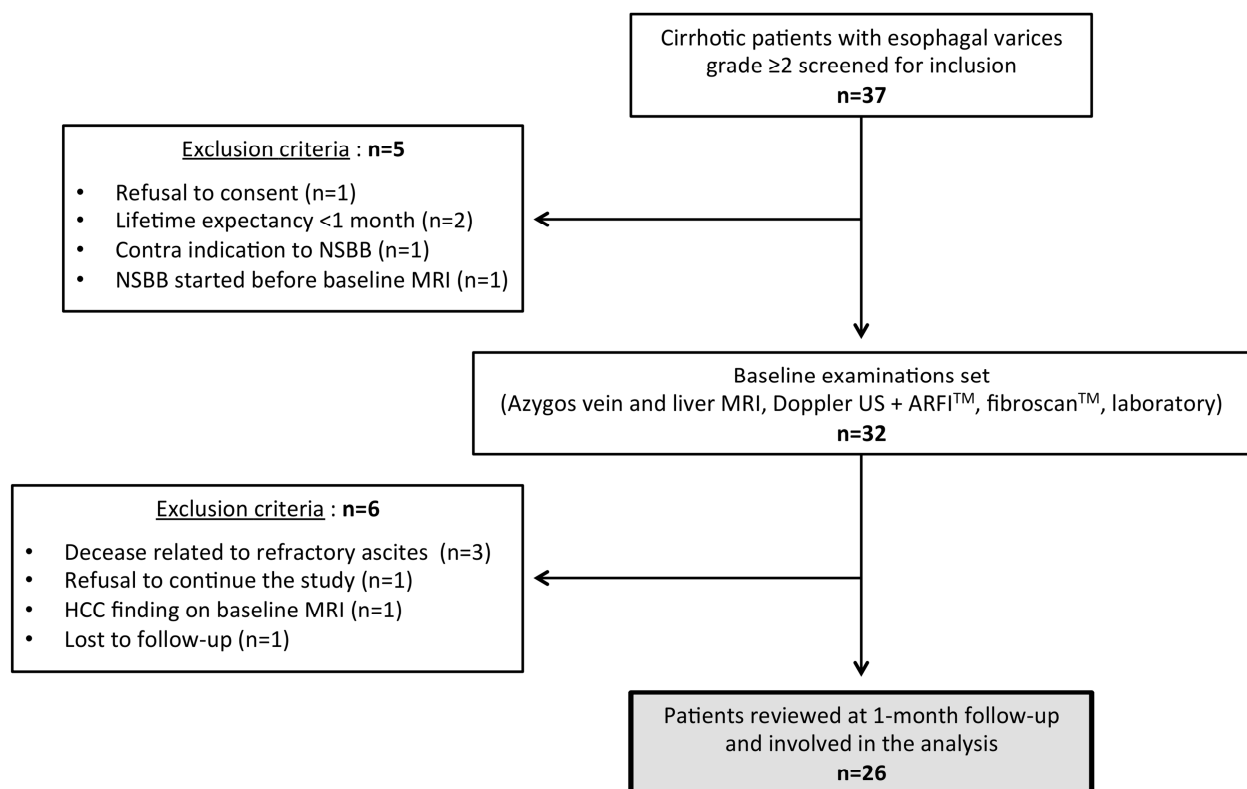 Cirrhotic patients with esophagal varices
grade ≥2 screened for inclusion
n=37
Exclusion criteria : n=5
• Refusal to consent (n=1)
• Lifetime expectancy <1 month (n=2)
• Contra indication to NSBB (n=1)
• NSBB started before baseline MRI (n=1)
Baseline examinations set
(Azygos vein and liver MRI, Doppler US + ARFI™, fibroscan™, laboratory)
n=32
Exclusion criteria : n=6
• Decease related to refractory ascites (n=3)
• Refusal to continue the study (n=1)
• HCC finding on baseline MRI (n=1)
• Lost to follow-up (n=1)
Patients reviewed at 1-month follow-up
and involved in the analysis
n=26